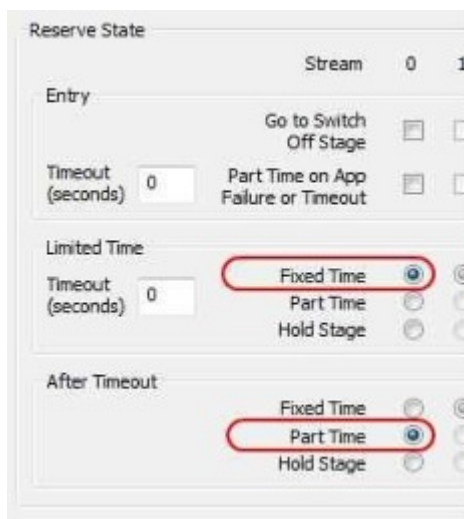 Reserve State
Stream 0 1
Entry
Go to Switch
Off Stage
Timeout
(seconds) 0
Part Time on App
Failure or Timeout
Limited Time
Timeout
(seconds) 0
Fixed Time
Part Time
Hold Stage
After Timeout
Fixed Time
Part Time
Hold Stage